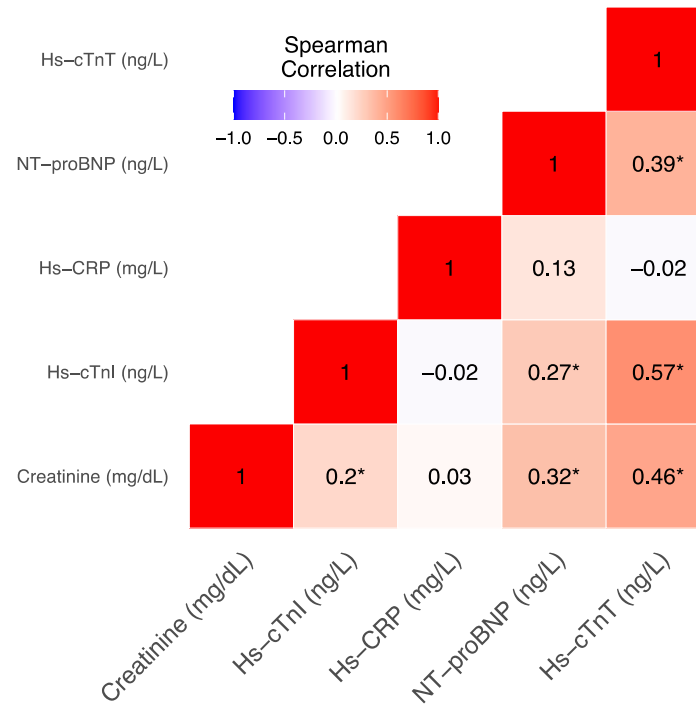 Spearman
Correlation
−1.0 −0.5 0.0 0.5 1.0
Hs−cTnT (ng/L) 1
NT−proBNP (ng/L) 1 0.39*
Hs−CRP (mg/L) 1 0.13 −0.02
Hs−cTnI (ng/L) 1 −0.02 0.27* 0.57*
Creatinine (mg/dL) 1 0.2* 0.03 0.32* 0.46*
Creatinine (mg/dL)
Hs−cTnI (ng/L)
Hs−CRP (mg/L)
NT−proBNP (ng/L)
Hs−cTnT (ng/L)